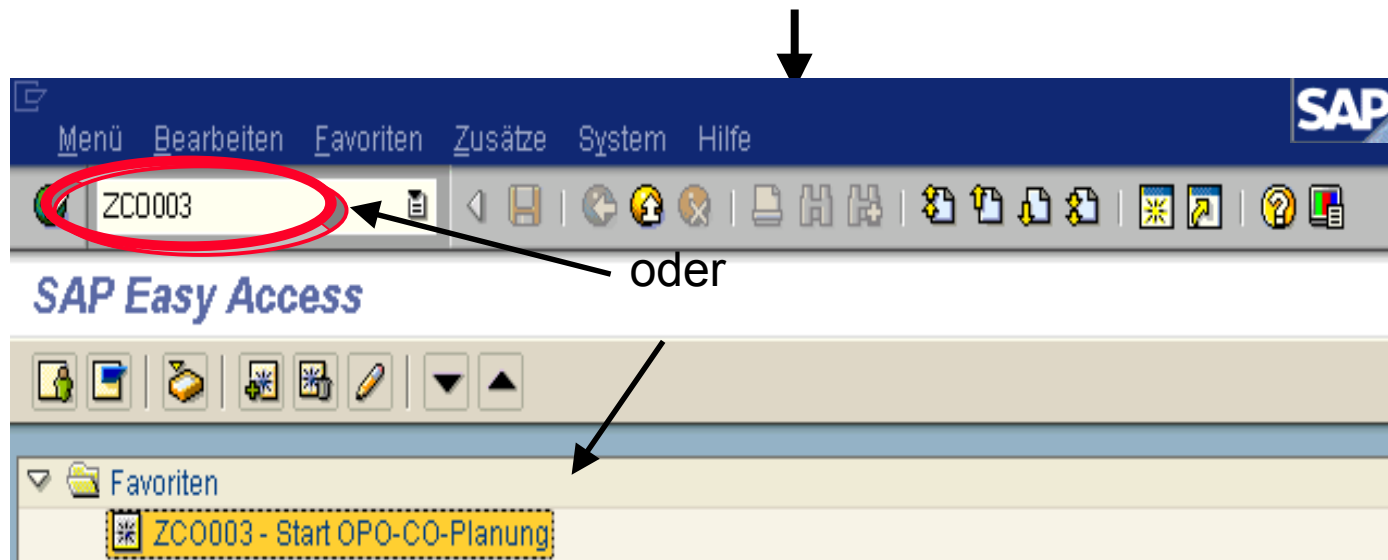 SAP
Menü Bearbeiten Favoriten Zusätze System Hilfe
ZCO003
oder
SAP Easy Access
Favoriten
ZCO003 - Start OPO-CO-Planung